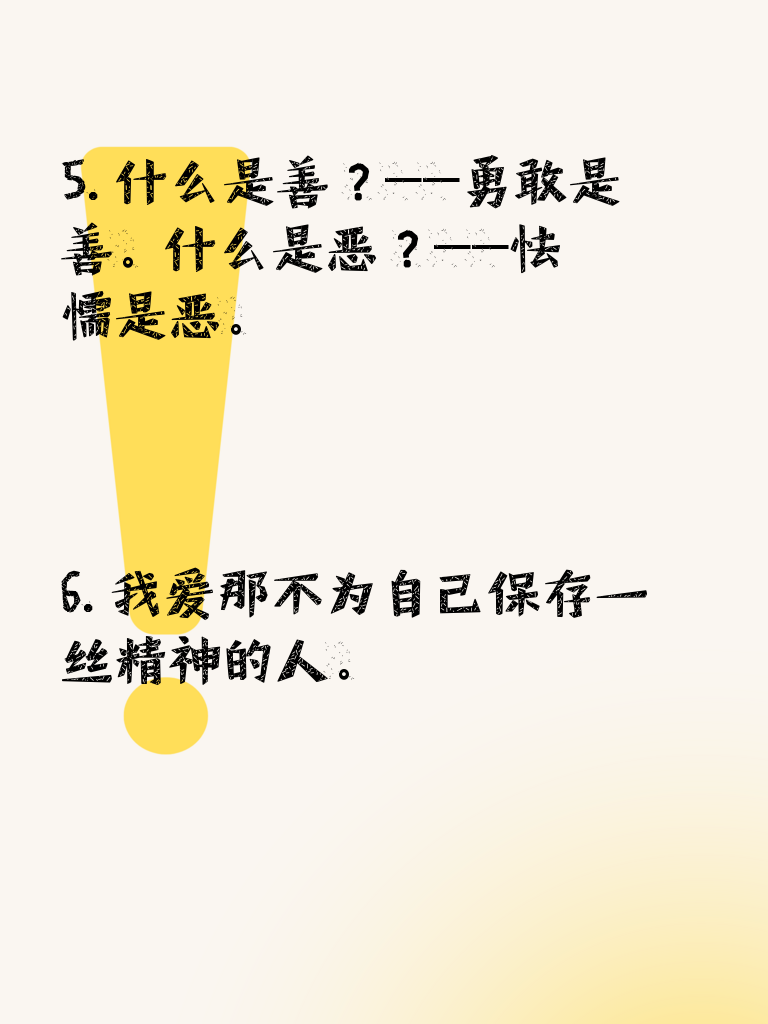 5. 什么是善？——勇敢是
善。什么是恶？——怯
懦是恶。
6. 我爱那不为自己保存一
丝精神的人。